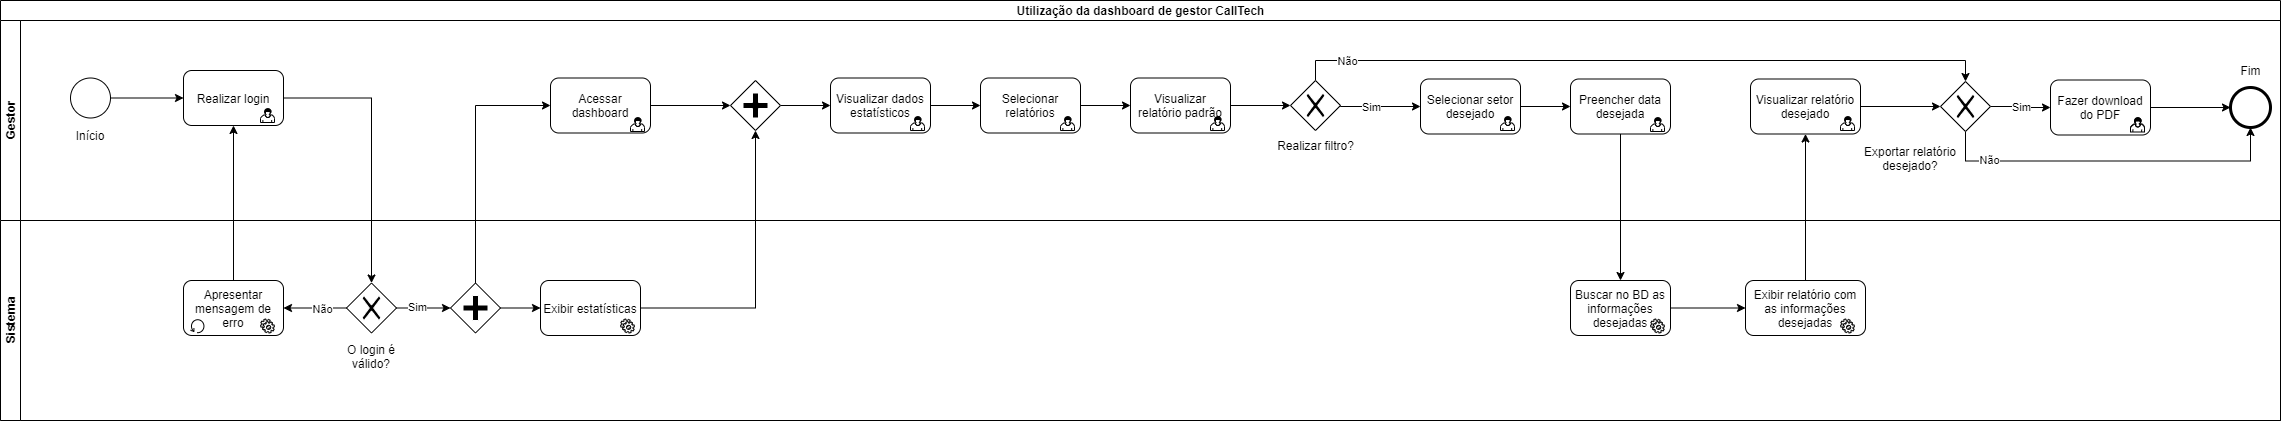 Utilização da dashboard de gestor CallTech
Gestor
Início
Realizar login
Acessar
dashboard
Visualizar dados
estatísticos
Selecionar
relatórios
Visualizar
relatório padrão
Realizar filtro?
Não
Sim
Selecionar setor
desejado
Preencher data
desejada
Visualizar relatório
desejado
Exportar relatório
desejado?
Sim
Não
Fazer download
do PDF
Fim
Sistema
Apresentar
mensagem de
erro
Não
O login é
válido?
Sim
Exibir estatísticas
Buscar no BD as
informações
desejadas
Exibir relatório com
as informações
desejadas